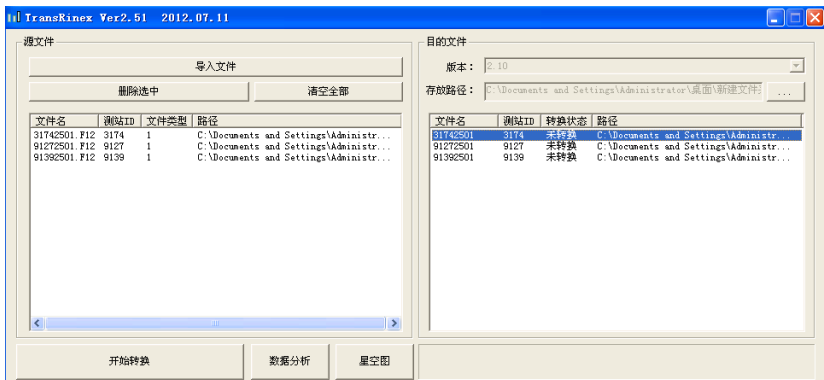 TransRinex Ver2.51 2012.07.11
源文件
导入文件
删除选中
清空全部
文件名 测站ID 文件类型 路径
31742501.F12 3174 1 C:\Documents and Settings\Administr...
91272501.F12 9127 1 C:\Documents and Settings\Administr...
91392501.F12 9139 1 C:\Documents and Settings\Administr...
目的文件
版本： 2.10
存放路径： C:\Documents and Settings\Administrator\桌面\新建文件
...
文件名 测站ID 转换状态 路径
31742501 3174 未转换 C:\Documents and Settings\Administr...
91272501 9127 未转换 C:\Documents and Settings\Administr...
91392501 9139 未转换 C:\Documents and Settings\Administr...
开始转换
数据分析
星空图